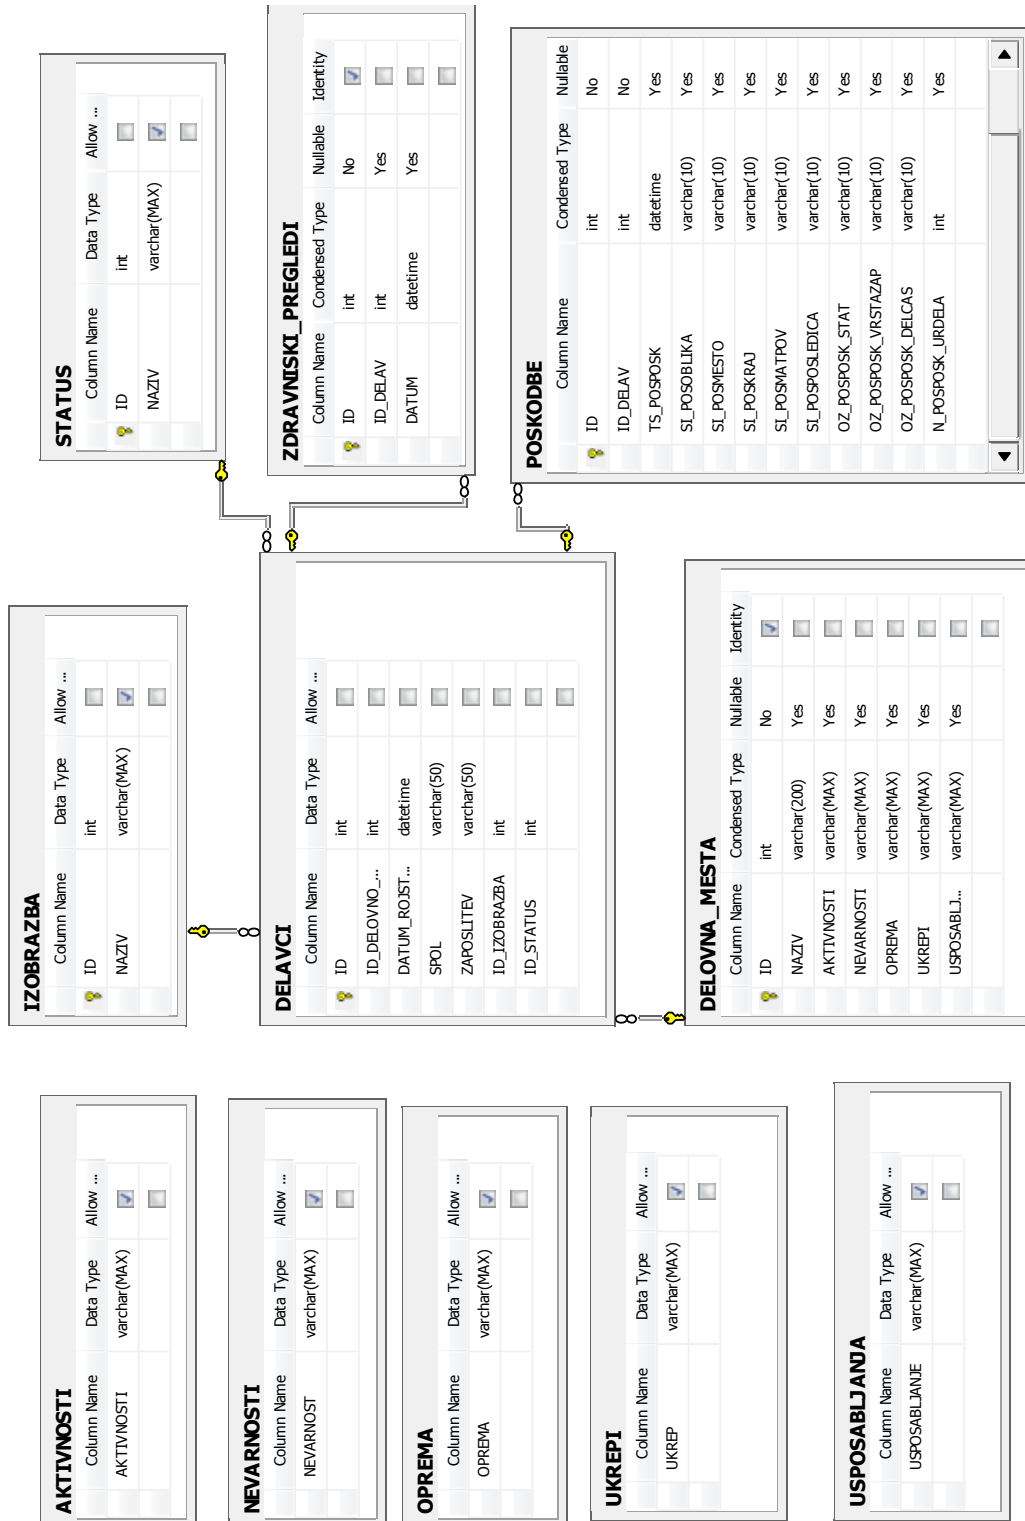 AKTIVNOSTI
Column Name Data Type Allow ...
AKTIVNOSTI varchar(MAX)
NEVARNOSTI
Column Name Data Type Allow ...
NEVARNOST varchar(MAX)
OPREMA
Column Name Data Type Allow ...
OPREMA varchar(MAX)
UKREPI
Column Name Data Type Allow ...
UKREP varchar(MAX)
USPOSABLJANJA
Column Name Data Type Allow ...
USPOSABLJANJE varchar(MAX)
IZOBRAZBA
Column Name Data Type Allow ...
ID int
NAZIV varchar(MAX)
DELAVCI
Column Name Data Type Allow ...
ID int
ID_DELOVNO_... int
DATUM_ROJST... datetime
SPOL varchar(50)
ZAPOSLITEV varchar(50)
ID_IZOBRAZBA int
ID_STATUS int
DELOVNA_MESTA
Column Name Condensed Type Nullable Identity
ID int No
NAZIV varchar(200) Yes
AKTIVNOSTI varchar(MAX) Yes
NEVARNOSTI varchar(MAX) Yes
OPREMA varchar(MAX) Yes
UKREPI varchar(MAX) Yes
USPOSABLJ... varchar(MAX) Yes
STATUS
Column Name Data Type Allow ...
ID int
NAZIV varchar(MAX)
ZDRAVNISKI_PREGLEDI
Column Name Condensed Type Nullable Identity
ID int No
ID_DELAV int Yes
DATUM datetime Yes
POSKODBE
Column Name Condensed Type Nullable
ID int No
ID_DELAV int No
TS_POSPOSK datetime Yes
SI_POSOBLIKA varchar(10) Yes
SI_POSMESTO varchar(10) Yes
SI_POSKRAJ varchar(10) Yes
SI_POSMATPOV varchar(10) Yes
SI_POSPOSLEDICA varchar(10) Yes
OZ_POSPOSK_STAT varchar(10) Yes
OZ_POSPOSK_VRSTAZAP varchar(10) Yes
OZ_POSPOSK_DELCAS varchar(10) Yes
N_POSPOSK_URDELA int Yes